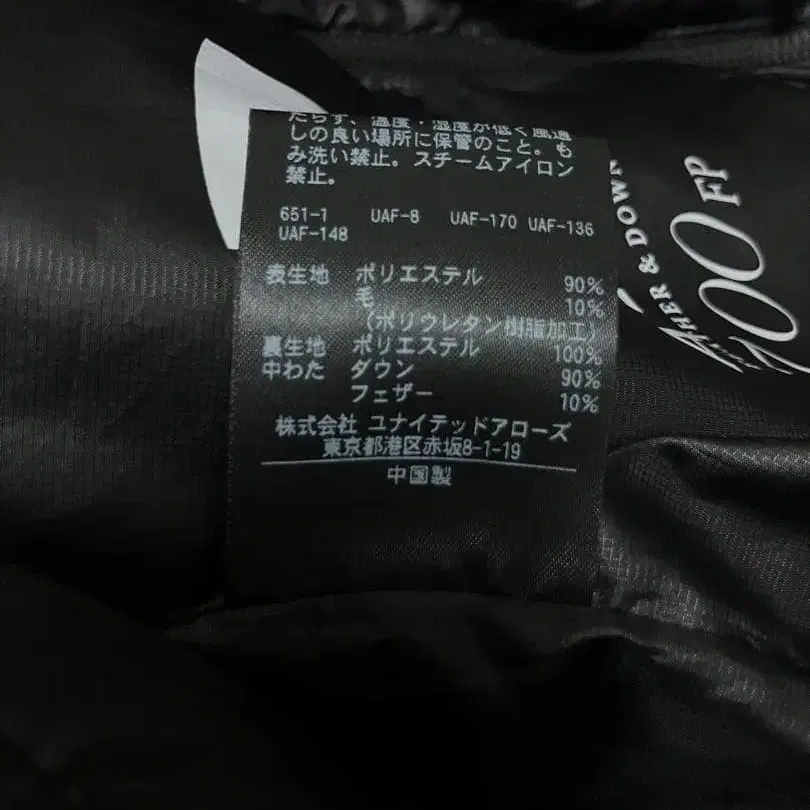 たらず、温度・湿度が低く風通
しの良い場所に保管のこと。も
み洗い禁止。スチームアイロン
禁止。
651-1 UAF-8 UAF-170 UAF-136
UAF-148
表生地 ポリエステル 90%
毛 10%
(ポリウレタン樹脂加工)
裏生地 ポリエステル 100%
中わた ダウン 90%
フェザー 10%
株式会社 ユナイテッドアローズ
東京都港区赤坂8-1-19
中国製
& DOWN
700 FP